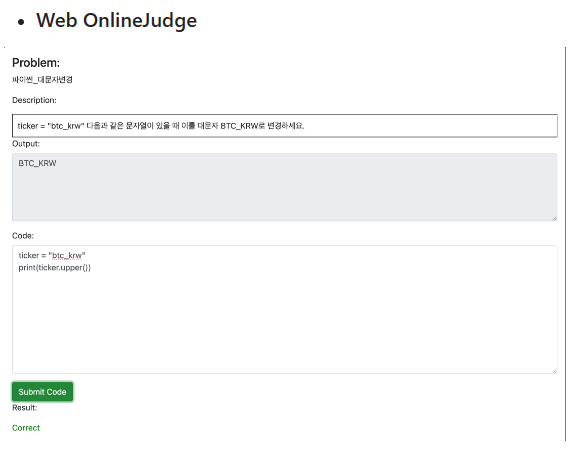 • Web OnlineJudge
Problem:
파이썬_대문자변경
Description:
ticker = "btc_krw" 다음과 같은 문자열이 있을 때 이를 대문자 BTC_KRW로 변경하세요.
Output:
BTC_KRW
Code:
ticker = "btc_krw"
print(ticker.upper())
Submit Code
Result:
Correct